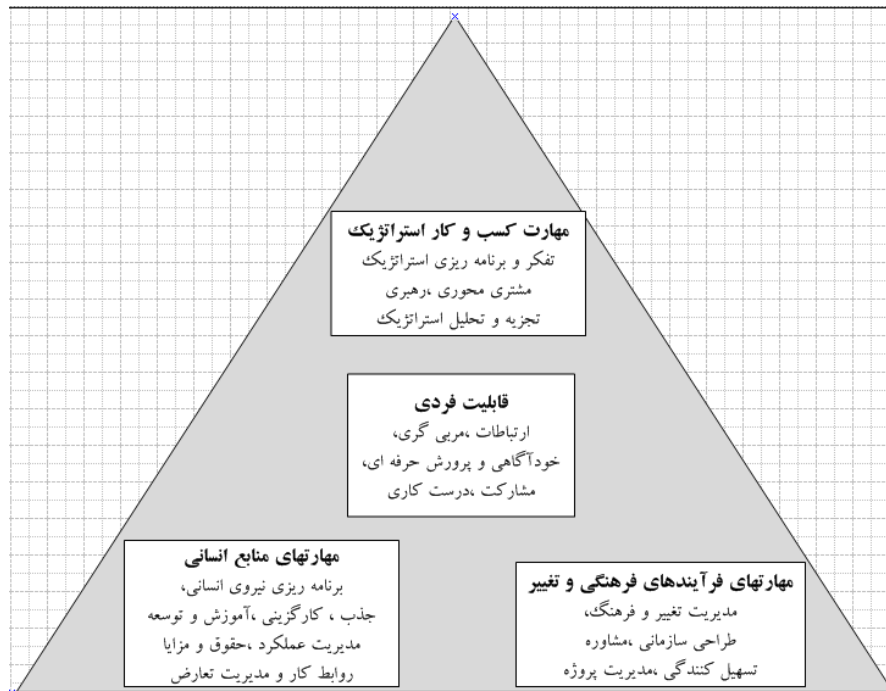 مهارت کسب و کار استراتژیک
تفکر و برنامه ریزی استراتژیک
مشتری محوری ،رهبری
تجزیه و تحلیل استراتژیک
قابلیت فردی
ارتباطات ،مربی گری،
خودآگاهی و پرورش حرفه ای،
مشارکت ،درست کاری
مهارتهای منابع انسانی
برنامه ریزی نیروی انسانی،
جذب ، کارگزینی ،آموزش و توسعه
مدیریت عملکرد ،حقوق و مزایا
روابط کار و مدیریت تعارض
مهارتهای فرآیندهای فرهنگی و تغییر
مدیریت تغییر و فرهنگ،
طراحی سازمانی ،مشاوره
تسهیل کنندگی ،مدیریت پروژه